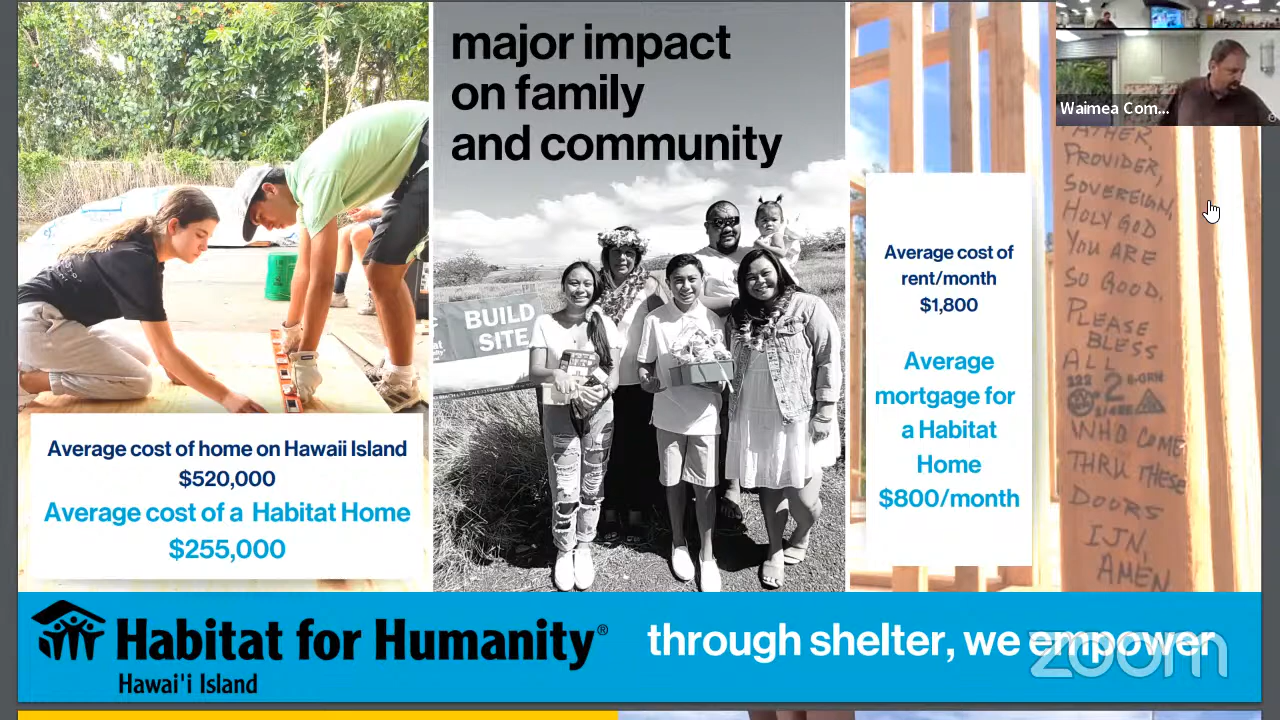 major impact
on family
and community
Waimea Com...
BUILD
SITE
Average cost of
rent/month
$1,800
Average
mortgage for
a Habitat
Home
$800/month
FATHER,
PROVIDER,
SOVEREIGN,
HOLY GOD
YOU ARE
SO GOOD.
PLEASE
BLESS
ALL
2
WHO COME
THRU THESE
DOORS
IJN,
AMEN
Average cost of home on Hawaii Island
$520,000
Average cost of a Habitat Home
$255,000
Habitat for Humanity®
Hawai'i Island
through shelter, we empower
zoom